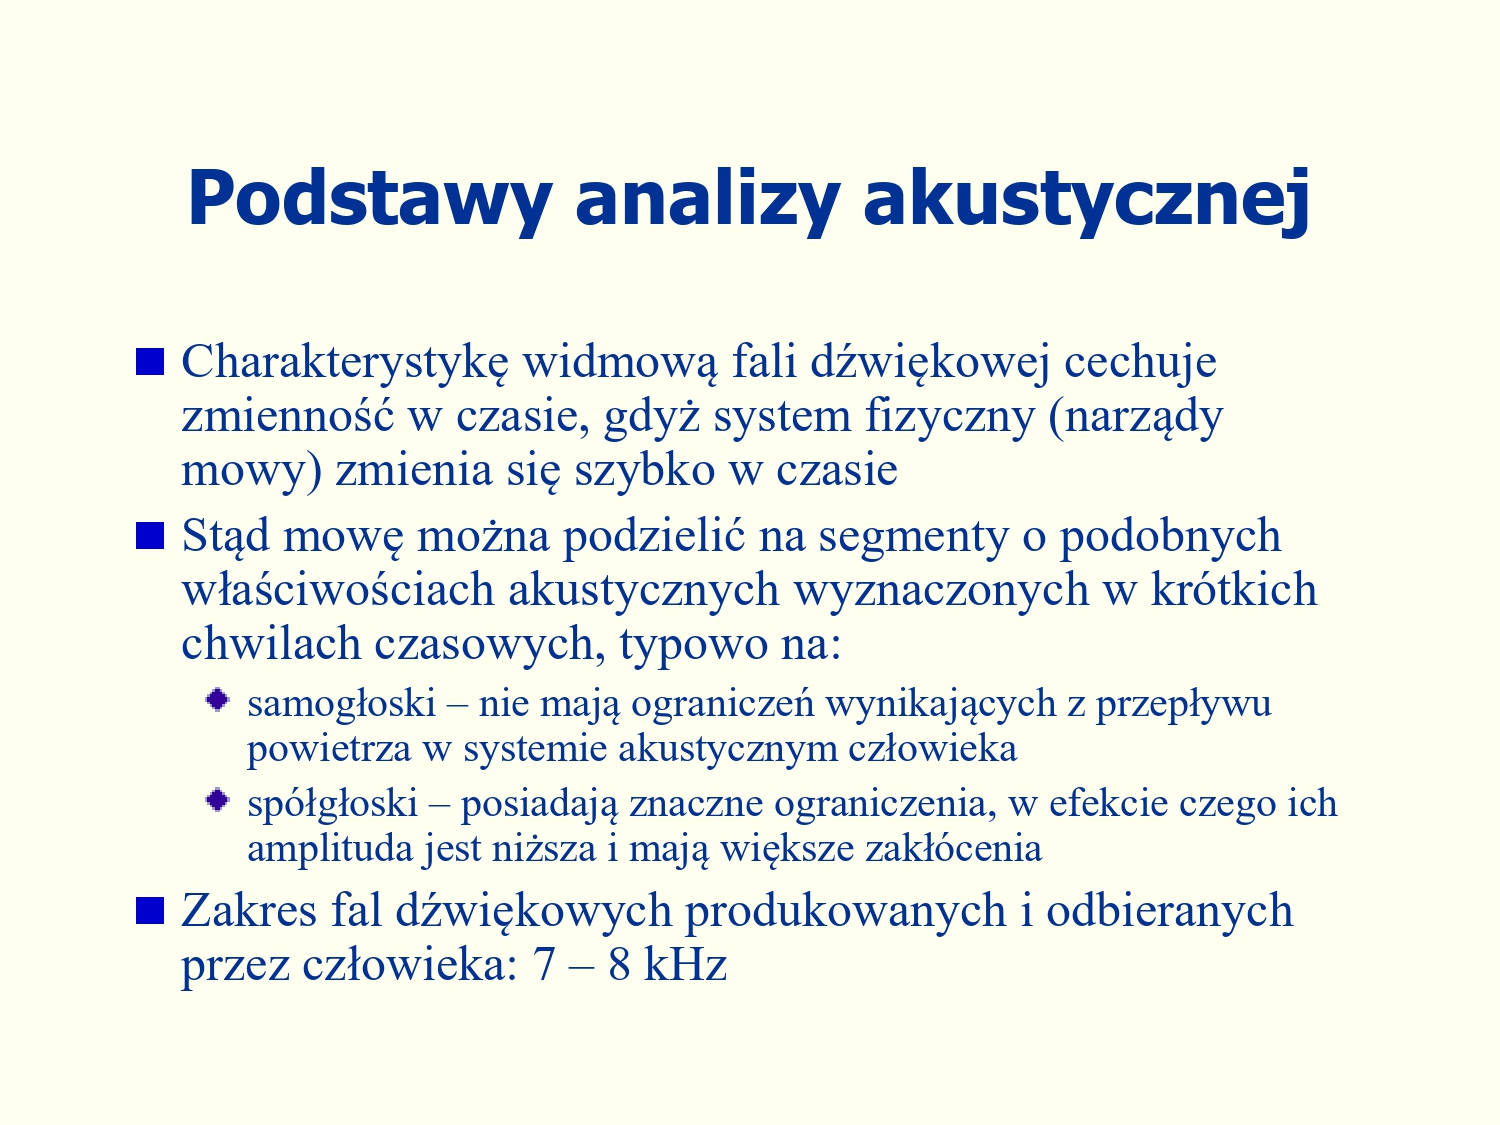 Podstawy analizy akustycznej
Charakterystykę widmową fali dźwiękowej cechuje
zmienność w czasie, gdyż system fizyczny (narządy
mowy) zmienia się szybko w czasie
Stąd mowę można podzielić na segmenty o podobnych
właściwościach akustycznych wyznaczonych w krótkich
chwilach czasowych, typowo na:
samogłoski – nie mają ograniczeń wynikających z przepływu
powietrza w systemie akustycznym człowieka
spółgłoski – posiadają znaczne ograniczenia, w efekcie czego ich
amplituda jest niższa i mają większe zakłócenia
Zakres fal dźwiękowych produkowanych i odbieranych
przez człowieka: 7 – 8 kHz